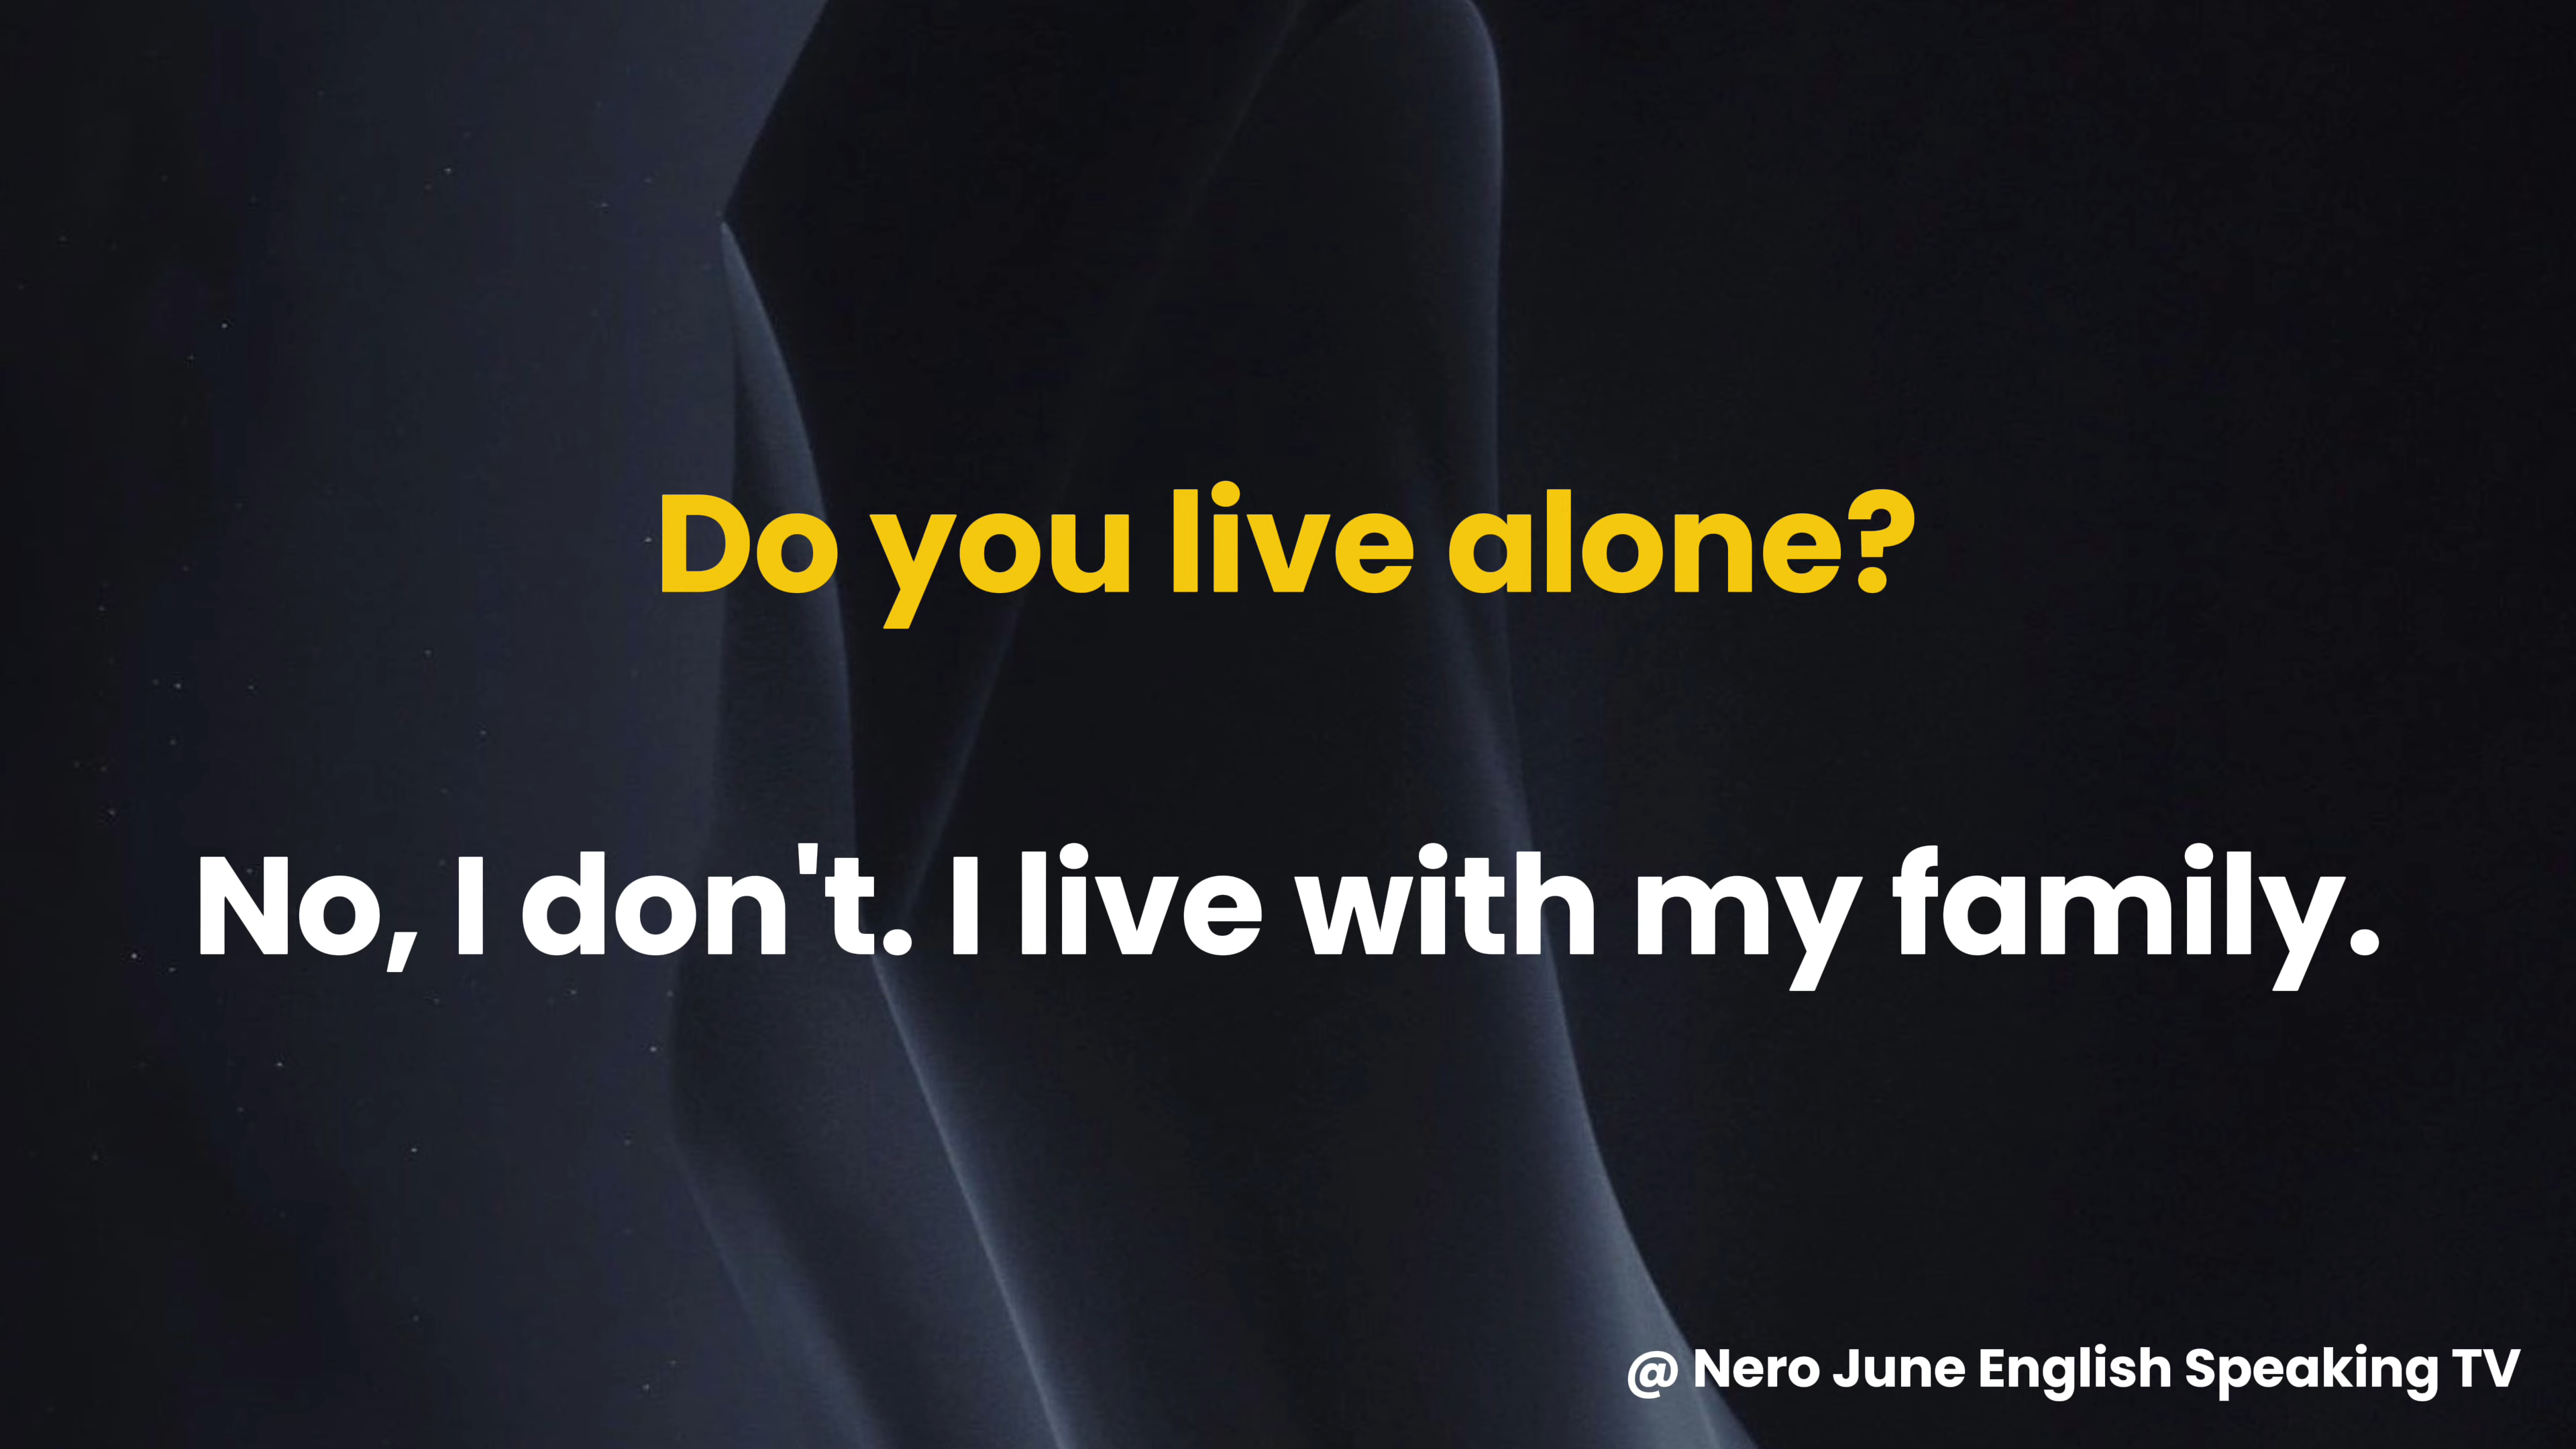 Do you live alone?
No, I don't. I live with my family.
@ Nero June English Speaking TV